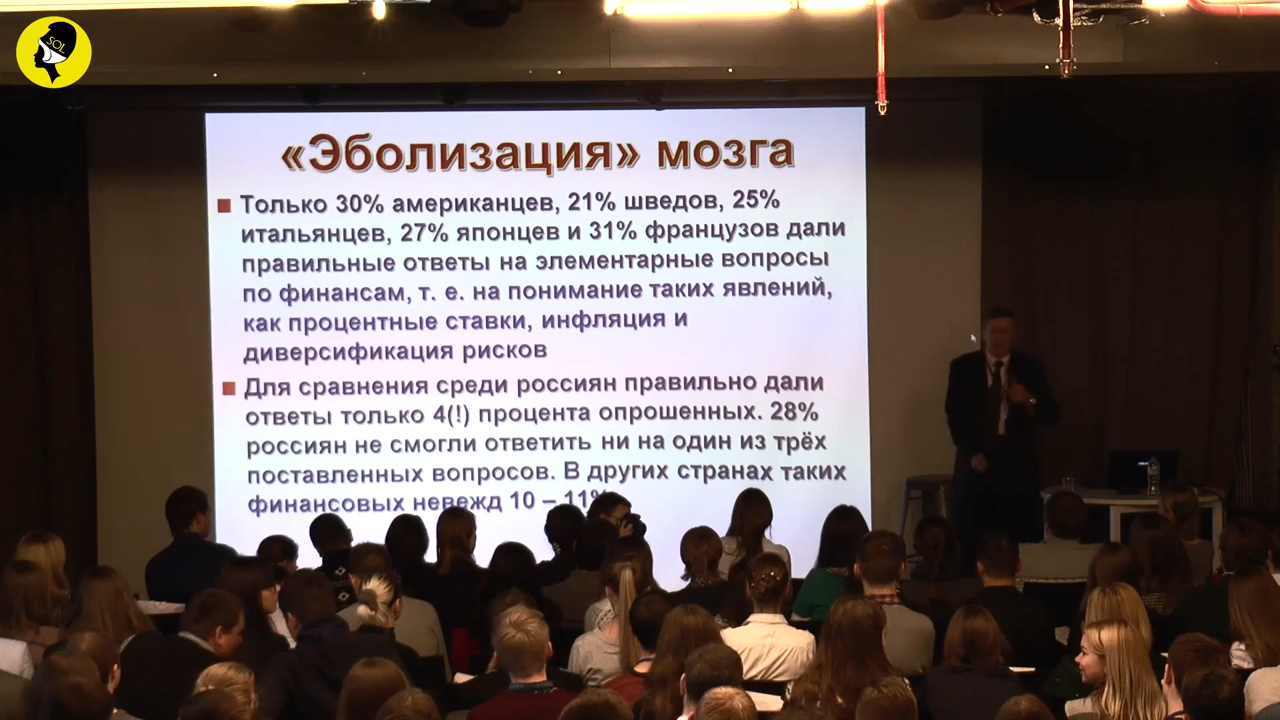 SOL
«Эболизация» мозга
Только 30% американцев, 21% шведов, 25%
итальянцев, 27% японцев и 31% французов дали
правильные ответы на элементарные вопросы
по финансам, т. е. на понимание таких явлений,
как процентные ставки, инфляция и
диверсификация рисков
Для сравнения среди россиян правильно дали
ответы только 4(!) процента опрошенных. 28%
россиян не смогли ответить ни на один из трёх
поставленных вопросов. В других странах таких
финансовых невежд 10 – 11%